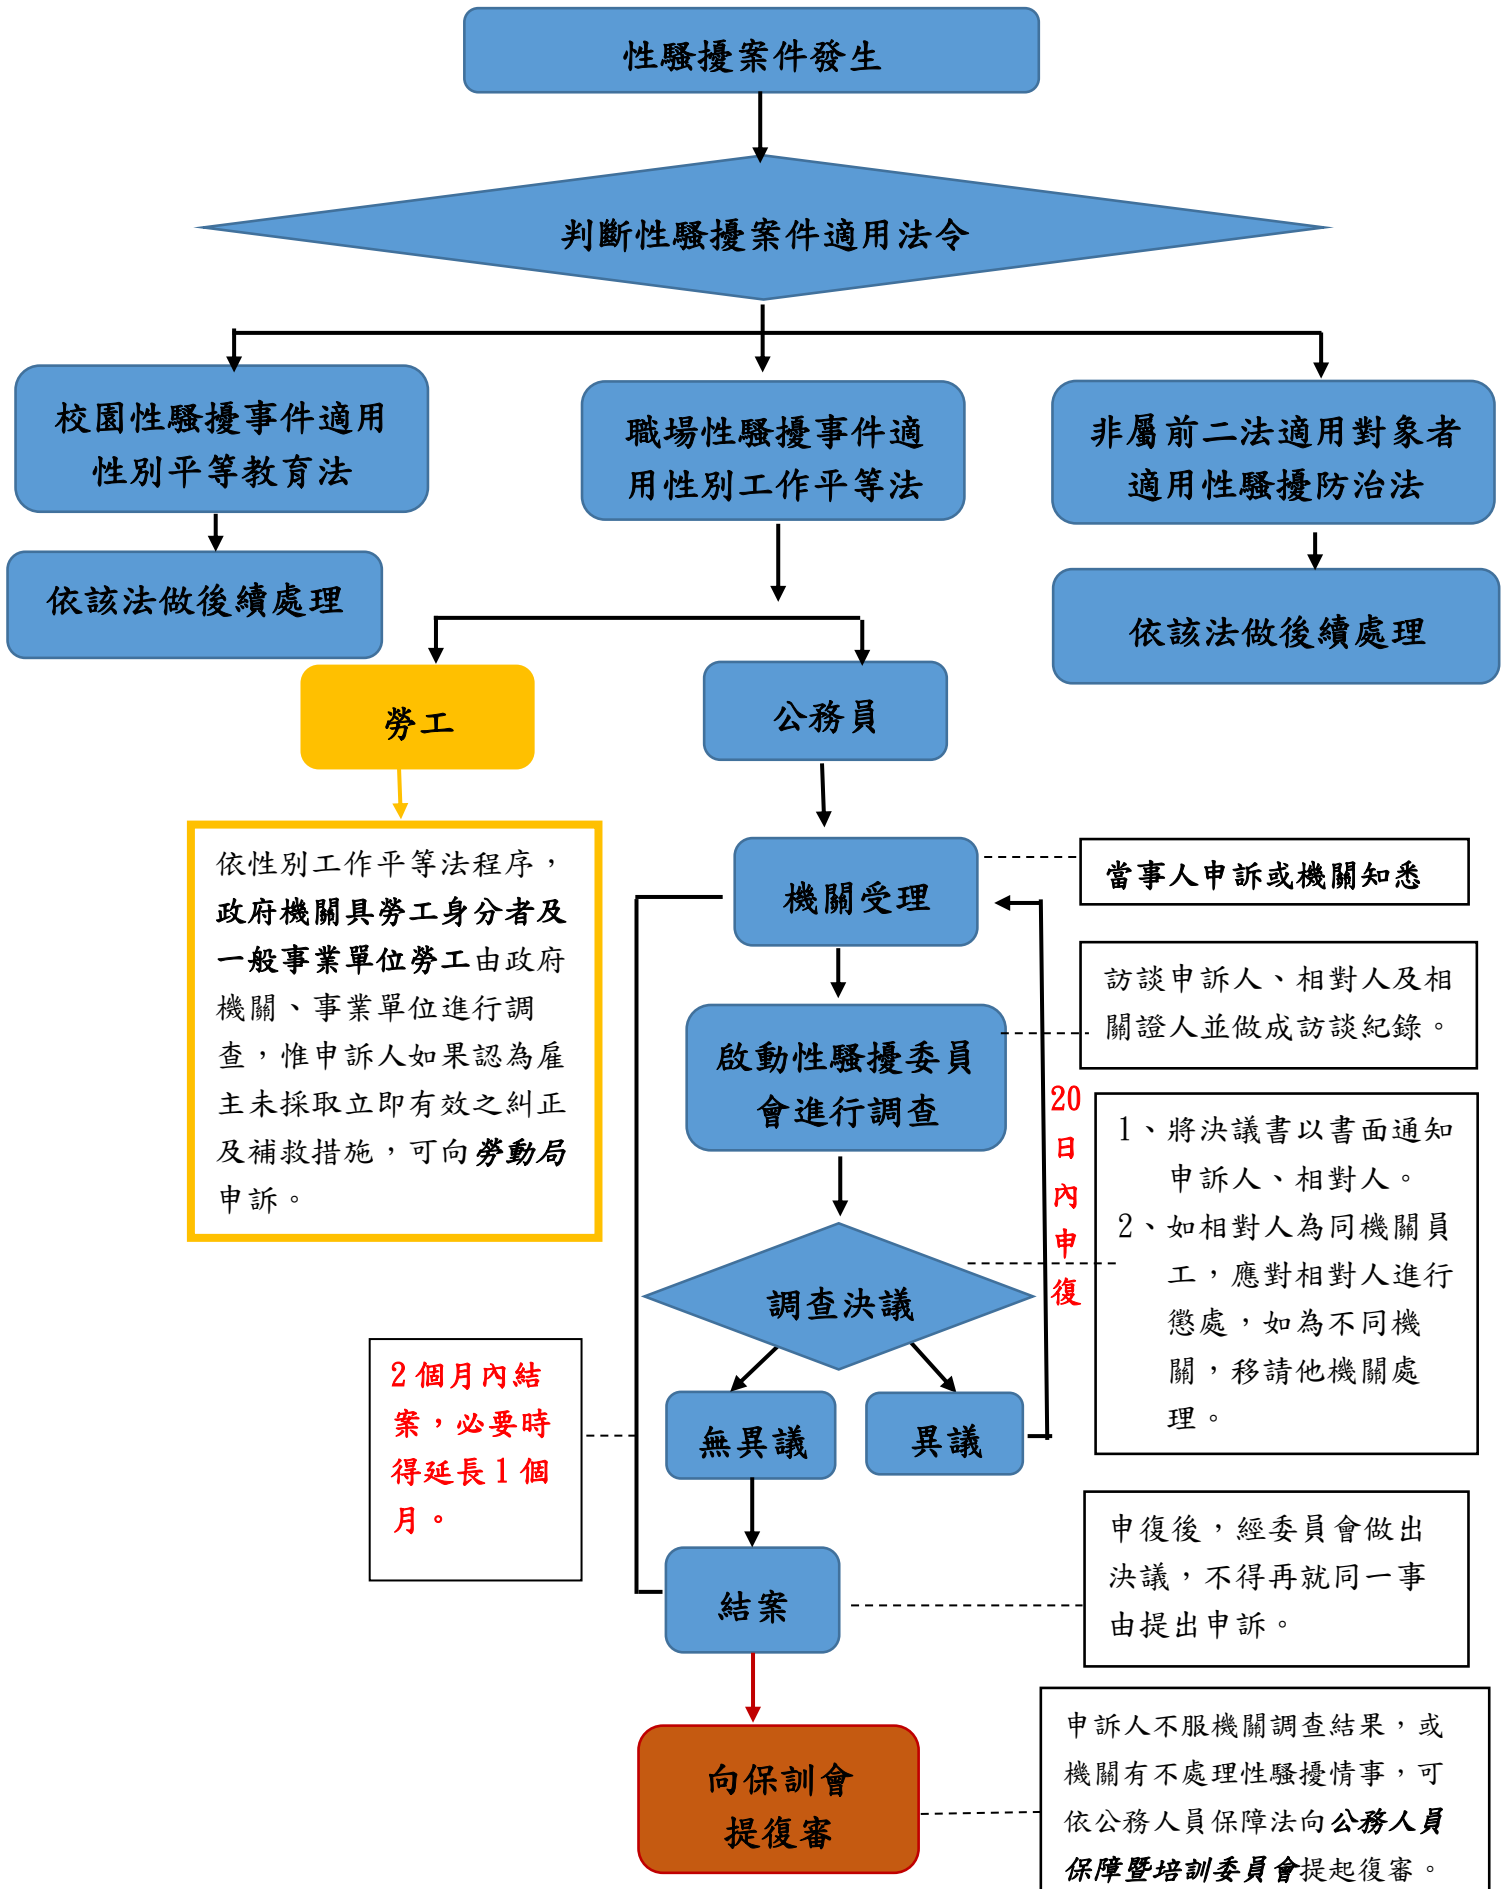 性騷擾案件發生
判斷性騷擾案件適用法令
校園性騷擾事件適用
性別平等教育法
職場性騷擾事件適
用性別工作平等法
非屬前二法適用對象者
適用性騷擾防治法
依該法做後續處理
依該法做後續處理
勞工
公務員
依性別工作平等法程序，
政府機關具勞工身分者及
一般事業單位勞工由政府
機關、事業單位進行調
查，惟申訴人如果認為雇
主未採取立即有效之糾正
及補救措施，可向勞動局
申訴。
機關受理
當事人申訴或機關知悉
啟動性騷擾委員
會進行調查
訪談申訴人、相對人及相
關證人並做成訪談紀錄。
20
日
內
申
復
1、將決議書以書面通知
申訴人、相對人。
2、如相對人為同機關員
工，應對相對人進行
懲處，如為不同機
關，移請他機關處
理。
調查決議
2個月內結
案，必要時
得延長1個
月。
無異議
異議
結案
申復後，經委員會做出
決議，不得再就同一事
由提出申訴。
向保訓會
提復審
申訴人不服機關調查結果，或
機關有不處理性騷擾情事，可
依公務人員保障法向公務人員
保障暨培訓委員會提起復審。